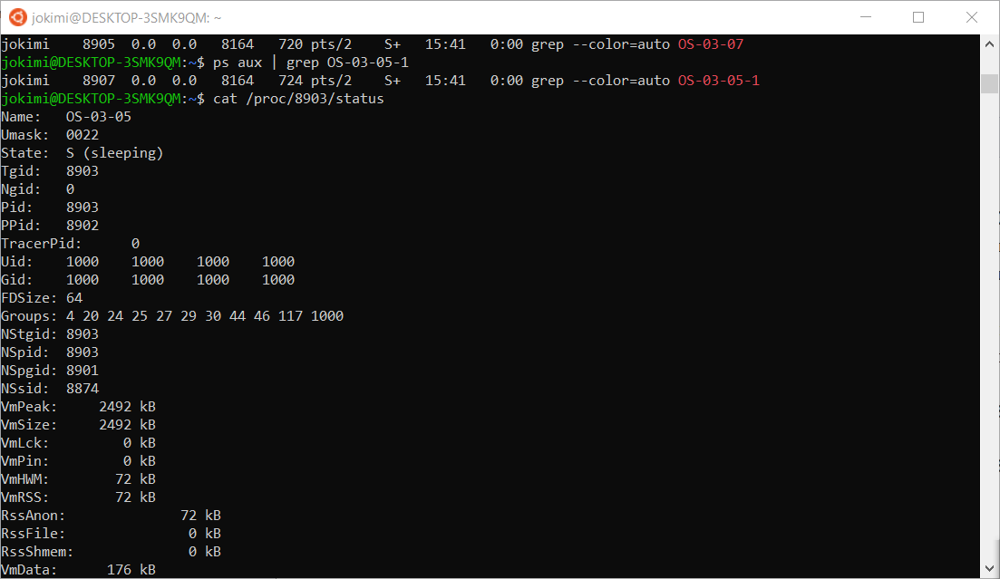 jokimi@DESKTOP-3SMK9QM: ~
jokimi    8905  0.0  0.0   8164   720 pts/2    S+   15:41   0:00 grep --color=auto OS-03-07
jokimi@DESKTOP-3SMK9QM:~$ ps aux | grep OS-03-05-1
jokimi    8907  0.0  0.0   8164   724 pts/2    S+   15:41   0:00 grep --color=auto OS-03-05-1
jokimi@DESKTOP-3SMK9QM:~$ cat /proc/8903/status
Name:   OS-03-05
Umask:  0022
State:  S (sleeping)
Tgid:   8903
Ngid:   0
Pid:    8903
PPid:   8902
TracerPid:      0
Uid:    1000    1000    1000    1000
Gid:    1000    1000    1000    1000
FDSize: 64
Groups: 4 20 24 25 27 29 30 44 46 117 1000
NStgid: 8903
NSpid:  8903
NSpgid: 8901
NSsid:  8874
VmPeak:     2492 kB
VmSize:     2492 kB
VmLck:         0 kB
VmPin:         0 kB
VmHWM:        72 kB
VmRSS:        72 kB
RssAnon:              72 kB
RssFile:               0 kB
RssShmem:              0 kB
VmData:      176 kB